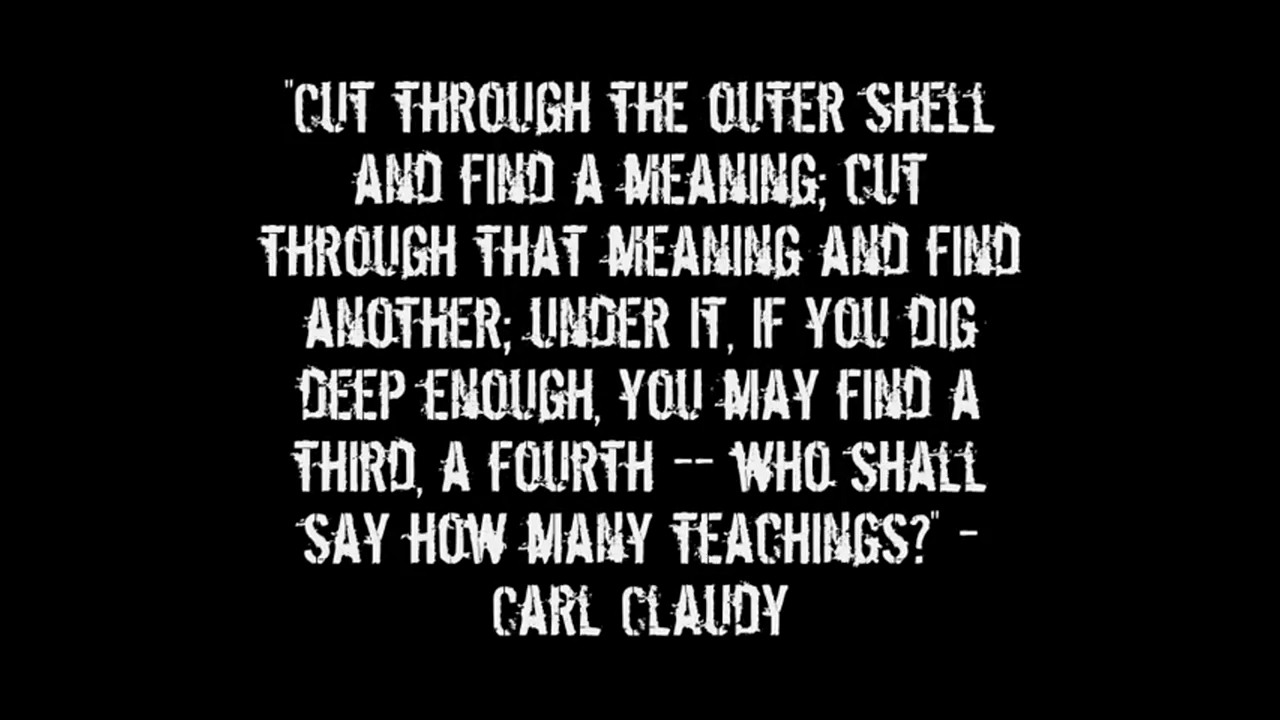 "CUT THROUGH THE OUTER SHELL
AND FIND A MEANING; CUT
THROUGH THAT MEANING AND FIND
ANOTHER; UNDER IT, IF YOU DIG
DEEP ENOUGH, YOU MAY FIND A
THIRD, A FOURTH -- WHO SHALL
SAY HOW MANY TEACHINGS?" -
CARL CLAUDY